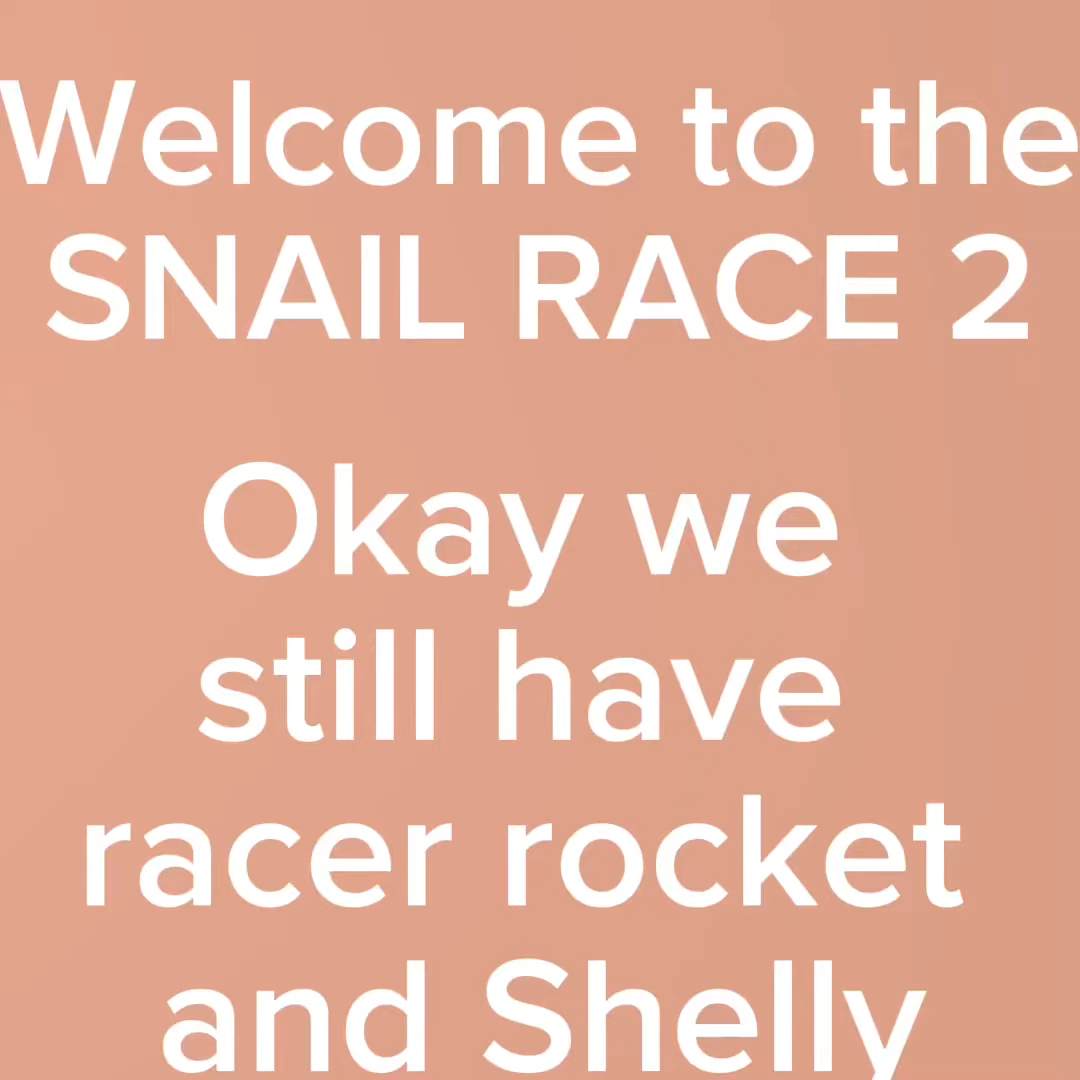 Welcome to the
SNAIL RACE 2
Okay we
still have
racer rocket
and Shelly